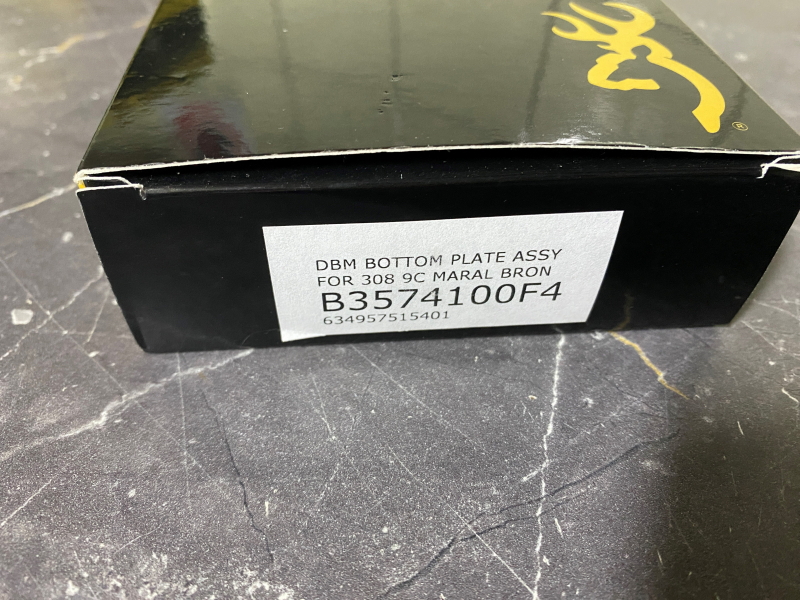 DBM BOTTOM PLATE ASSY
FOR 308 9C MARAL BRON
B3574100F4
634957515401
®